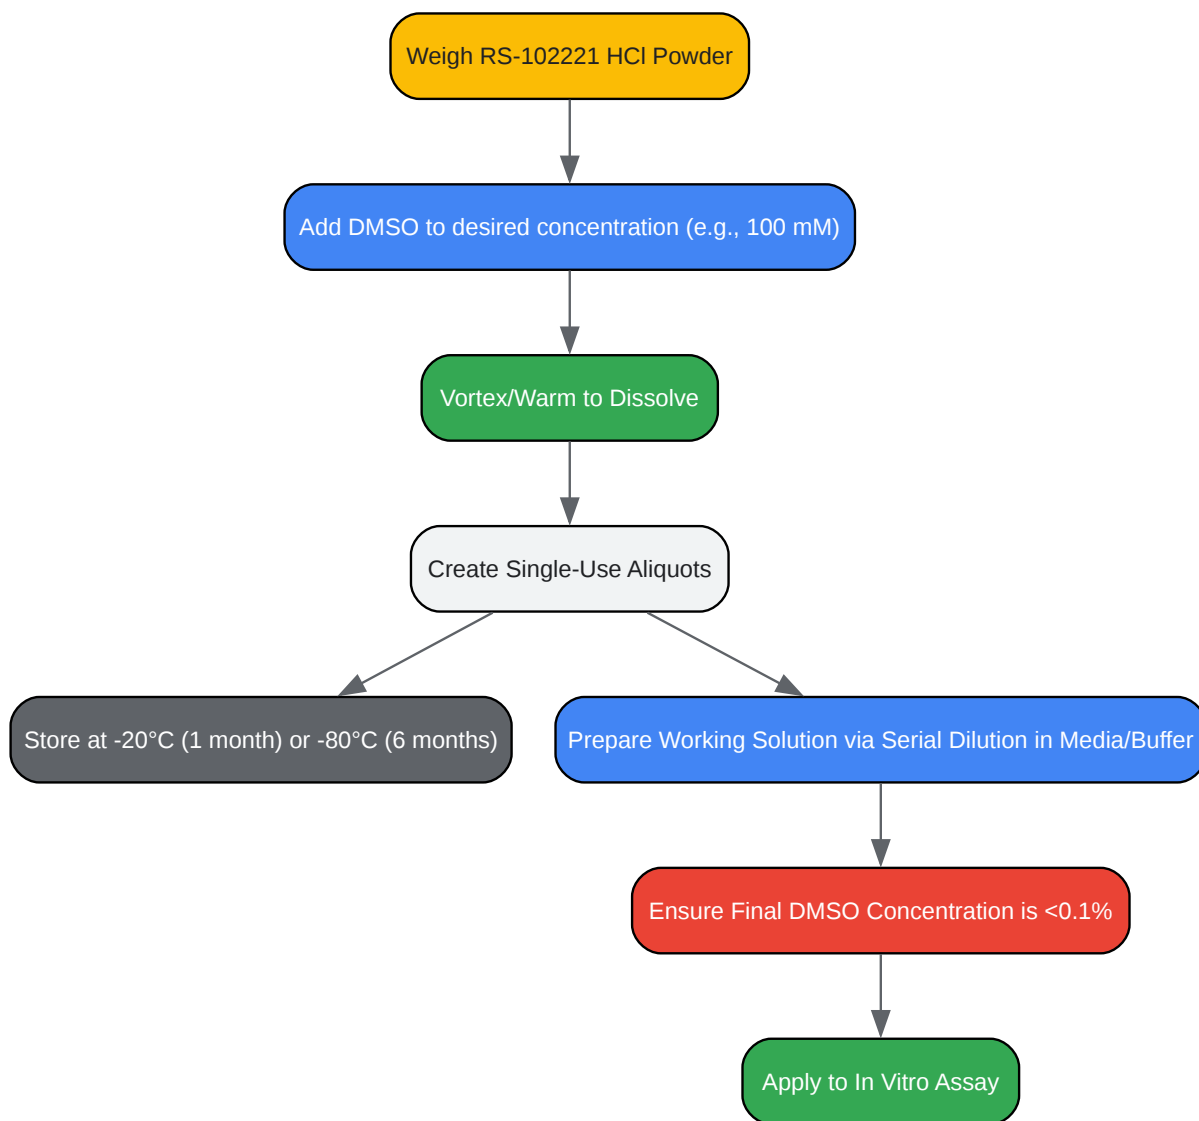 Weigh RS-102221 HCl Powder
Add DMSO to desired concentration (e.g., 100 mM)
Vortex/Warm to Dissolve
Create Single-Use Aliquots
Store at -20°C (1 month) or -80°C (6 months)
Prepare Working Solution via Serial Dilution in Media/Buffer
Ensure Final DMSO Concentration is <0.1%
Apply to In Vitro Assay